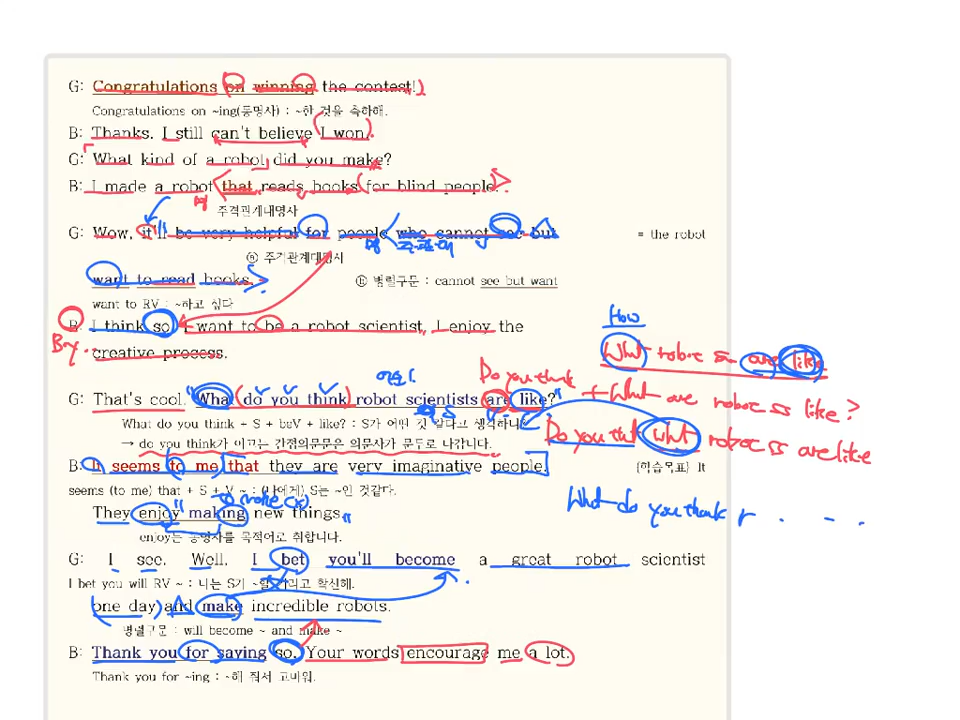 G: Congratulations on winning the contest!
Congratulations on ~ing(동명사) : ~한 것을 축하해.
B: Thanks. I still can't believe I won.
G: What kind of a robot did you make?
B: I made a robot that reads books for blind people.
주격관계대명사
G: Wow, it'll be very helpful for people who cannot see but = the robot
ⓐ 주격관계대명사
want to read books. ⓑ 병렬구문 : cannot see but want
want to RV : ~하고 싶다
B: I think so. I want to be a robot scientist, I enjoy the
Boy.
creative process.
How
What robot ss are like
Do you think
+ What are robot ss like?
G: That's cool. What do you think robot scientists are like?
What do you think + S + beV + like? : S가 어떤 것 같다고 생각하니
→ do you think가 이끄는 간접의문문은 의문사가 문두로 나갑니다.
Do you think what robot ss are like
B: It seems to me that they are very imaginative people. [학습목표] It
seems (to me) that + S + V ~ : (나에게) S는 ~인 것같다.
to make (x)
What do you think r . . .
They enjoy making new things.
enjoy는 동명사를 목적어로 취합니다.
G: I see. Well, I bet you'll become a great robot scientist
I bet you will RV ~ : 나는 S가 ~할 거라고 확신해.
one day and make incredible robots.
병렬구문 : will become ~ and make ~
B: Thank you for saying so. Your words encourage me a lot.
Thank you for ~ing : ~해 줘서 고마워.